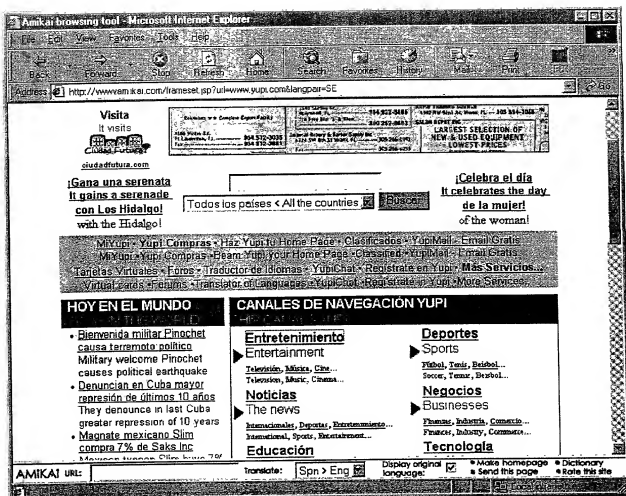 Amikai browsing tool - Microsoft Internet Explorer
File Edit View Favorites Tools Help
Back Forward Stop Refresh Home Search Favorites History Mail Print
Address http://wwwamikai.com/frameset.jsp?url=www.yupi.com&langpair=SE Go
Visita
It visits
CIUDAD FUTURA
ciudadfutura.com
LARGEST SELECTION OF
NEW & USED EQUIPMENT
LOWEST PRICES
¡Gana una serenata
It gains a serenade
con Los Hidalgo!
with the Hidalgo!
Todos los países < All the countries Buscar
¡Celebra el día
It celebrates the day
de la mujer!
of the woman!
MiYupi • Yupi Compras • Haz Yupi tu Home Page • Clasificados • YupiMail - Email Gratis
MiYupi • Yupi Compras • Beam Yupi your Home Page • Classified • YupiMail - Email Gratis
Tarjetas Virtuales • Foros • Traductor de Idiomas • YupiChat • Regístrate en Yupi • Más Servicios...
Virtual cards • Forums • Translator of Languages • YupiChat • Regístrate en Yupi • More Services...
HOY EN EL MUNDO
• Bienvenida militar Pinochet
causa terremoto político
Military welcome Pinochet
causes political earthquake
• Denuncian en Cuba mayor
represión de últimos 10 años
They denounce in last Cuba
greater repression of 10 years
• Magnate mexicano Slim
compra 7% de Saks Inc
CANALES DE NAVEGACIÓN YUPI
Entretenimiento
Entertainment
Televisión, Música, Cine...
Television, Music, Cinema...
Noticias
The news
Internacionales, Deportes, Entretenimiento...
International, Sports, Entertainment...
Educación
Deportes
Sports
Fútbol, Tenis, Beisbol...
Soccer, Tennis, Beisbol...
Negocios
Businesses
Finanzas, Industria, Comercio...
Finances, Industry, Commerce...
Tecnología
AMiKAI URL: Translate: Spn > Eng Display original language: • Make homepage • Dictionary
• Send this page • Rate this site